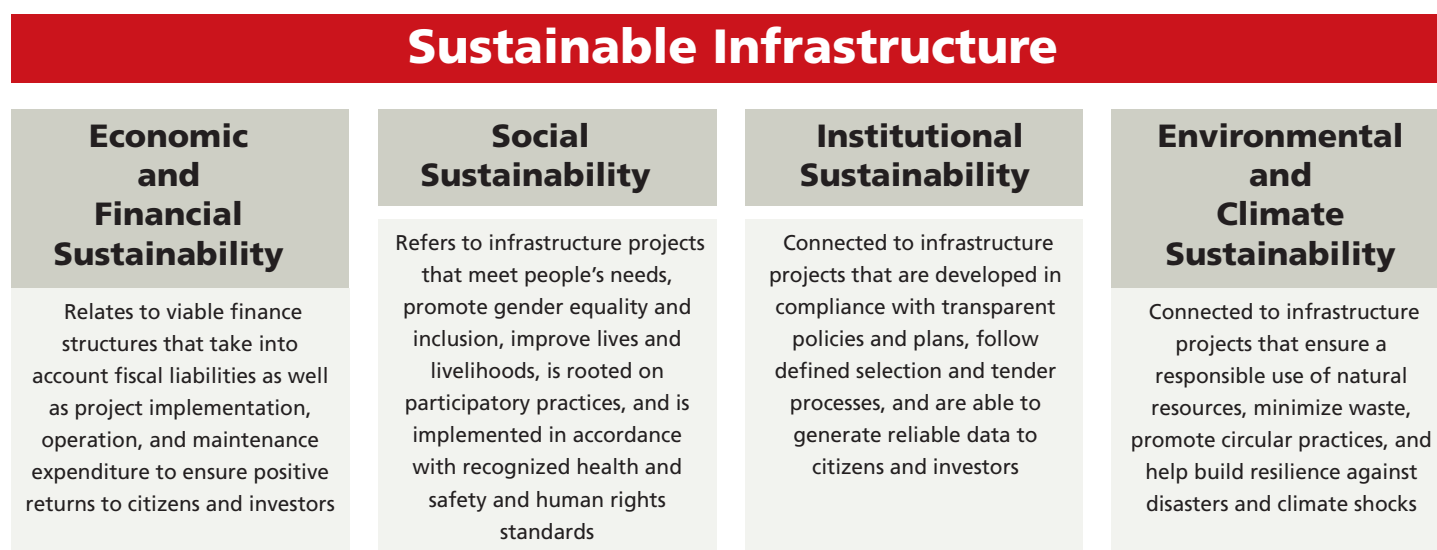 Sustainable Infrastructure
Economic
and
Financial
Sustainability
Relates to viable finance
structures that take into
account fiscal liabilities as well
as project implementation,
operation, and maintenance
expenditure to ensure positive
returns to citizens and investors
Social
Sustainability
Refers to infrastructure projects
that meet people’s needs,
promote gender equality and
inclusion, improve lives and
livelihoods, is rooted on
participatory practices, and is
implemented in accordance
with recognized health and
safety and human rights
standards
Institutional
Sustainability
Connected to infrastructure
projects that are developed in
compliance with transparent
policies and plans, follow
defined selection and tender
processes, and are able to
generate reliable data to
citizens and investors
Environmental
and
Climate
Sustainability
Connected to infrastructure
projects that ensure a
responsible use of natural
resources, minimize waste,
promote circular practices, and
help build resilience against
disasters and climate shocks